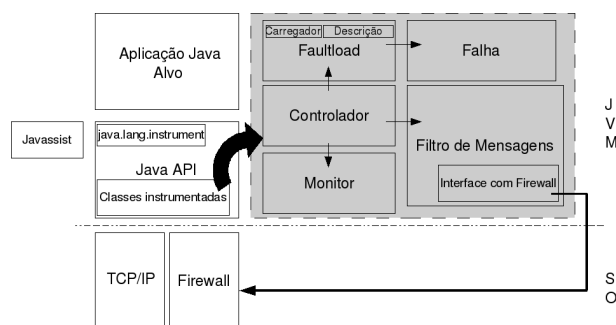 Aplicação Java
Alvo
Carregador
Descrição
Faultload
Falha
Javassist
java.lang.instrument
Java API
Classes instrumentadas
Controlador
Monitor
Filtro de Mensagens
Interface com Firewall
J
V
M
TCP/IP
Firewall
S
O